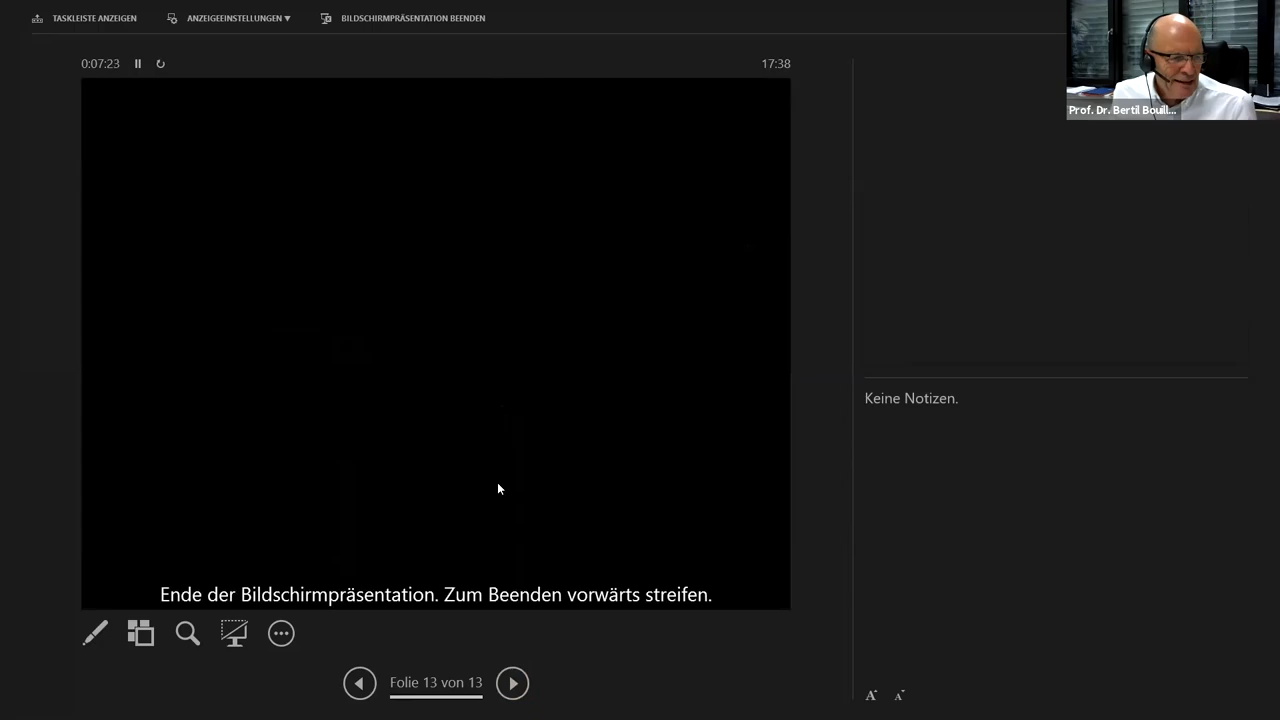 TASKLEISTE ANZEIGEN
ANZEIGEEINSTELLUNGEN ▾
BILDSCHIRMPRÄSENTATION BEENDEN
0:07:23
17:38
Prof. Dr. Bertil Bouill...
Keine Notizen.
Ende der Bildschirmpräsentation. Zum Beenden vorwärts streifen.
Folie 13 von 13
A A